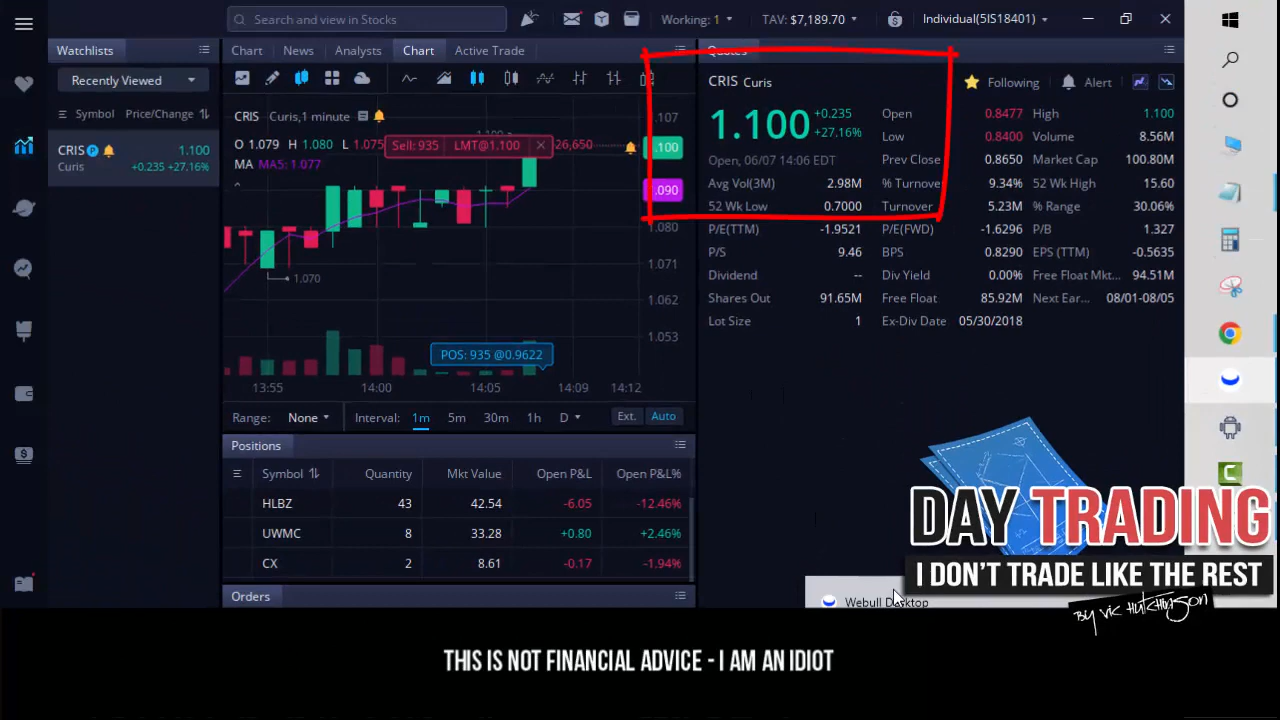 Search and view in Stocks
Working: 1
TAV: $7,189.70
Individual(5IS18401)
Watchlists
Chart
News
Analysts
Chart
Active Trade
Quotes
Recently Viewed
Symbol Price/Change
CRIS P 1.100
Curis +0.235 +27.16%
CRIS Curis,1 minute
O 1.079 H 1.080 L 1.075
26,650
Sell: 935 LMT@1.100
MA MA5: 1.077
1.070
POS: 935 @0.9622
1.107
.100
.090
1.080
1.071
1.062
1.053
13:55 14:00 14:05 14:09 14:12
Range: None Interval: 1m 5m 30m 1h D Ext. Auto
CRIS Curis
Following Alert
1.100 +0.235
+27.16%
Open, 06/07 14:06 EDT
Open 0.8477 High 1.100
Low 0.8400 Volume 8.56M
Prev Close 0.8650 Market Cap 100.80M
Avg Vol(3M) 2.98M % Turnover 9.34% 52 Wk High 15.60
52 Wk Low 0.7000 Turnover 5.23M % Range 30.06%
P/E(TTM) -1.9521 P/E(FWD) -1.6296 P/B 1.327
P/S 9.46 BPS 0.8290 EPS (TTM) -0.5635
Dividend -- Div Yield 0.00% Free Float Mkt... 94.51M
Shares Out 91.65M Free Float 85.92M Next Ear... 08/01-08/05
Lot Size 1 Ex-Div Date 05/30/2018
Positions
Symbol Quantity Mkt Value Open P&L Open P&L%
HLBZ 43 42.54 -6.05 -12.46%
UWMC 8 33.28 +0.80 +2.46%
CX 2 8.61 -0.17 -1.94%
Orders
Webull Desktop
DAY TRADING
I DON'T TRADE LIKE THE REST
by Vic Hutchinson
THIS IS NOT FINANCIAL ADVICE - I AM AN IDIOT